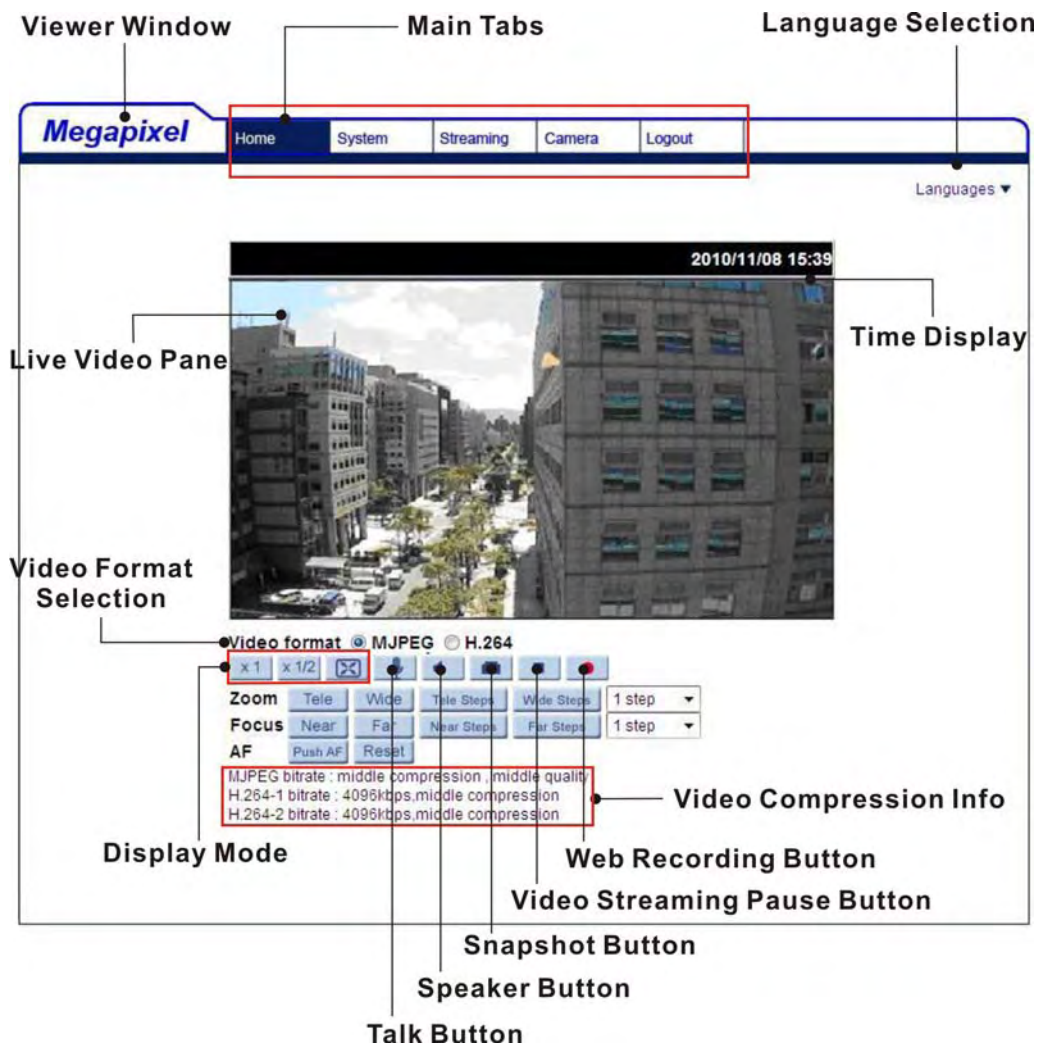 Viewer Window
Main Tabs
Language Selection
Megapixel
Home
System
Streaming
Camera
Logout
Languages ▼
2010/11/08 15:39
Live Video Pane
Time Display
Video Format
Selection
Video format MJPEG H.264
x 1
x 1/2
Zoom Tele Wide Tele Steps Wide Steps 1 step
Focus Near Far Near Steps Far Steps 1 step
AF Push AF Reset
MJPEG bitrate : middle compression , middle quality
H.264-1 bitrate : 4096kbps,middle compression
H.264-2 bitrate : 4096kbps,middle compression
Video Compression Info
Display Mode
Web Recording Button
Video Streaming Pause Button
Snapshot Button
Speaker Button
Talk Button